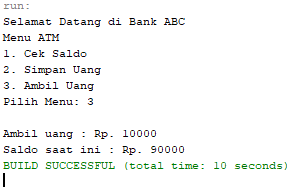 run:
Selamat Datang di Bank ABC
Menu ATM
1. Cek Saldo
2. Simpan Uang
3. Ambil Uang
Pilih Menu: 3
Ambil uang : Rp. 10000
Saldo saat ini : Rp. 90000
BUILD SUCCESSFUL (total time: 10 seconds)